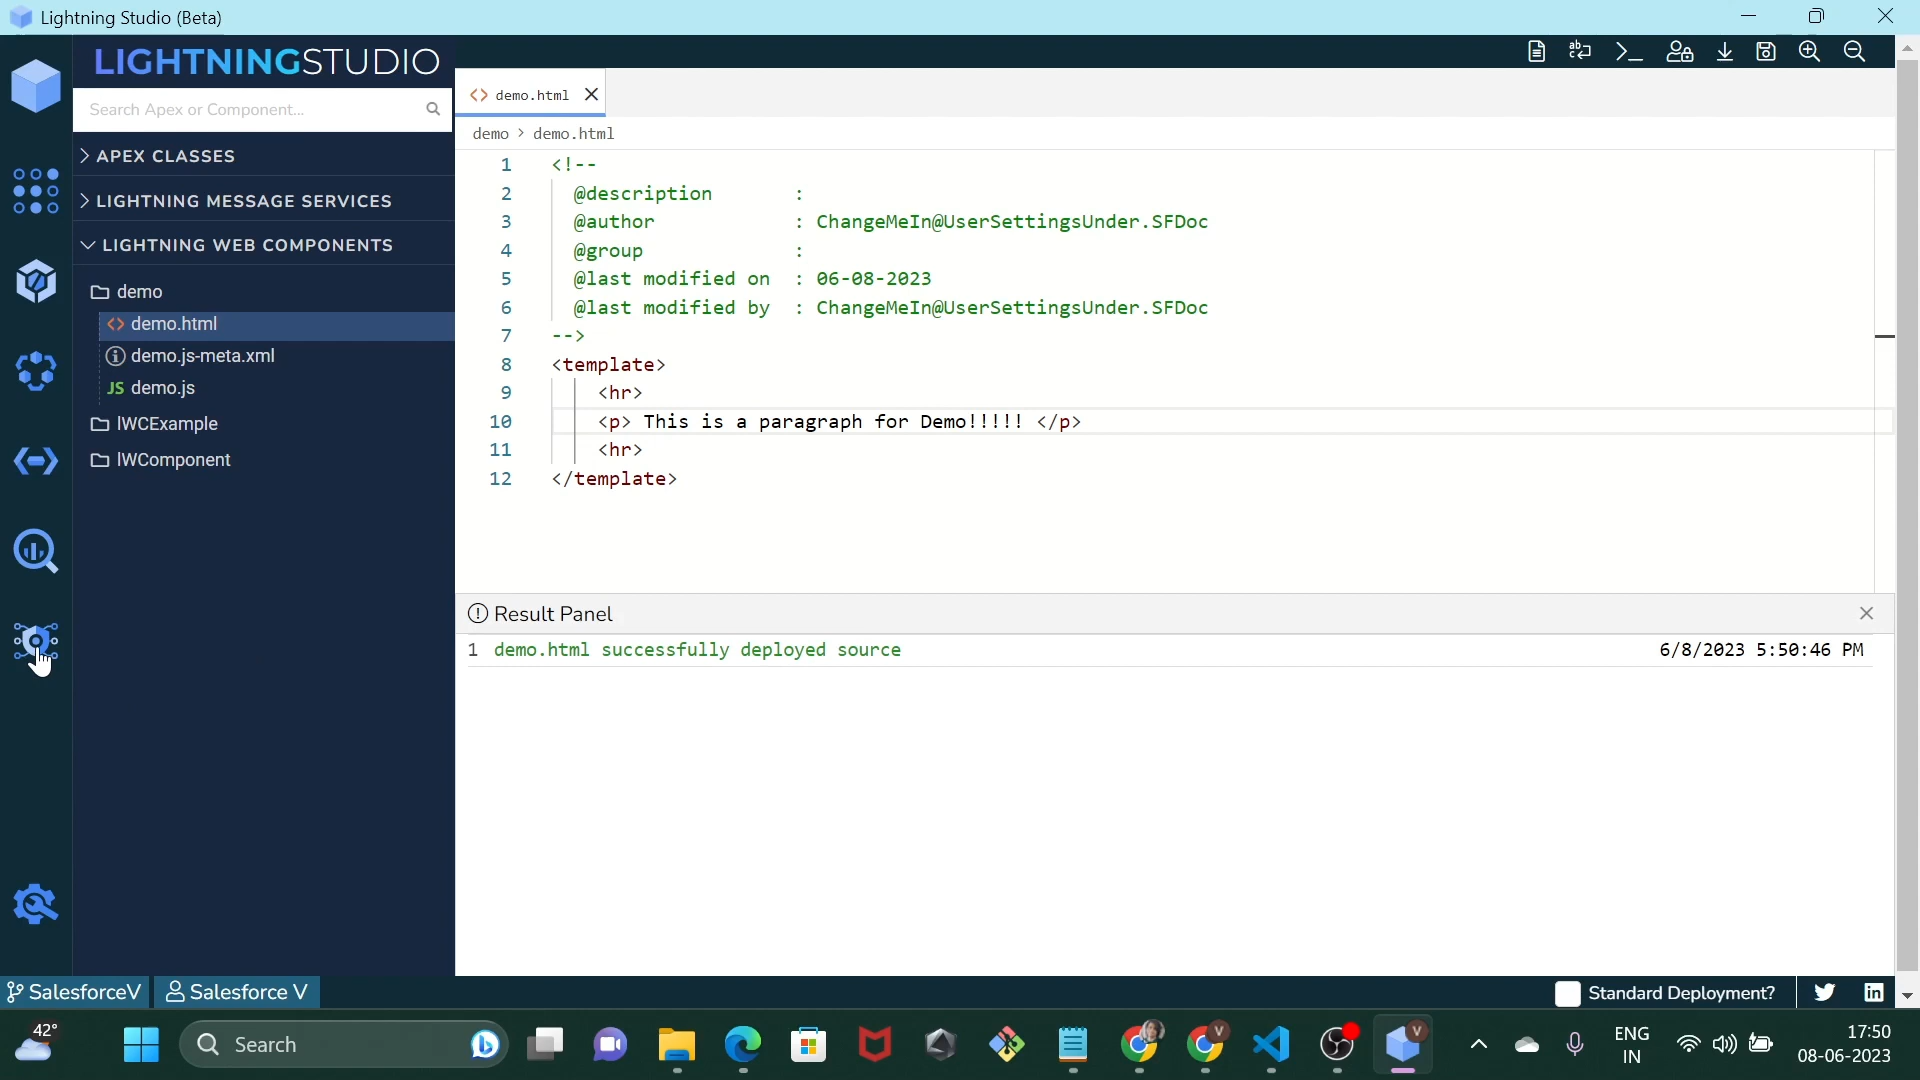 Lightning Studio (Beta)
LIGHTNINGSTUDIO
Search Apex or Component...
APEX CLASSES
LIGHTNING MESSAGE SERVICES
LIGHTNING WEB COMPONENTS
demo
<> demo.html
demo.js-meta.xml
JS demo.js
lWCExample
lWComponent
<> demo.html
demo > demo.html
1 <!--
2 @description :
3 @author : ChangeMeIn@UserSettingsUnder.SFDoc
4 @group :
5 @last modified on : 06-08-2023
6 @last modified by : ChangeMeIn@UserSettingsUnder.SFDoc
7 -->
8 <template>
9 <hr>
10 <p> This is a paragraph for Demo!!!!! </p>
11 <hr>
12 </template>
Result Panel
1 demo.html successfully deployed source 6/8/2023 5:50:46 PM
SalesforceV
Salesforce V
Standard Deployment?
42°
Search
ENG
IN
17:50
08-06-2023